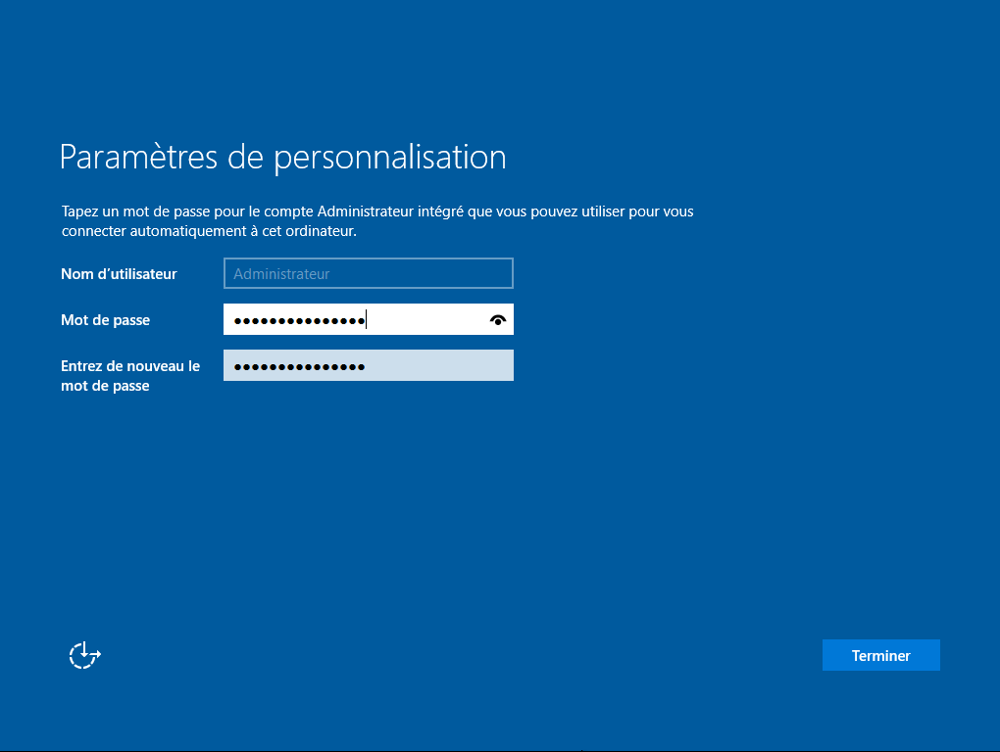 Paramètres de personnalisation
Tapez un mot de passe pour le compte Administrateur intégré que vous pouvez utiliser pour vous
connecter automatiquement à cet ordinateur.
Nom d'utilisateur
Administrateur
Mot de passe
●●●●●●●●●●●●●●●
Entrez de nouveau le
mot de passe
●●●●●●●●●●●●●●●
Terminer